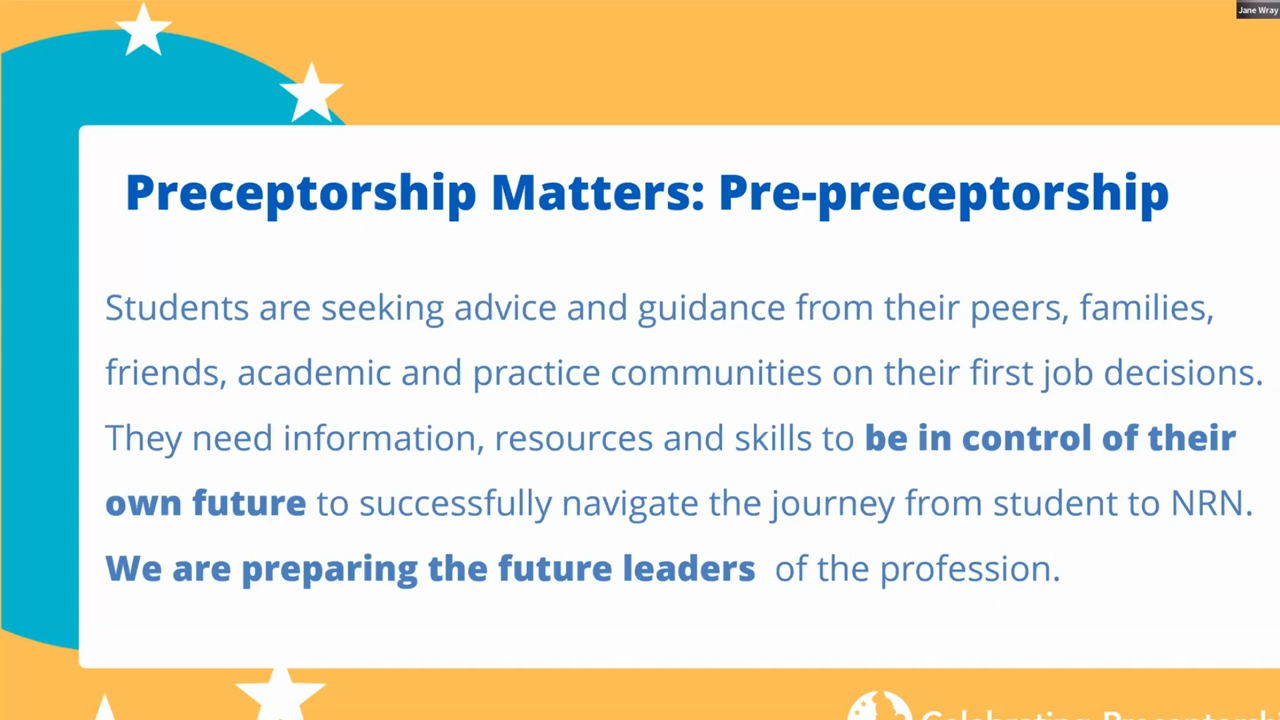 Jane Wray
Preceptorship Matters: Pre-preceptorship
Students are seeking advice and guidance from their peers, families,
friends, academic and practice communities on their first job decisions.
They need information, resources and skills to be in control of their
own future to successfully navigate the journey from student to NRN.
We are preparing the future leaders of the profession.